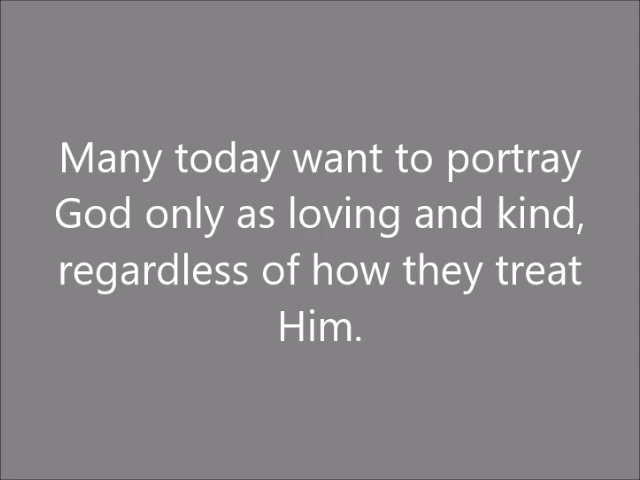 Many today want to portray
God only as loving and kind,
regardless of how they treat
Him.